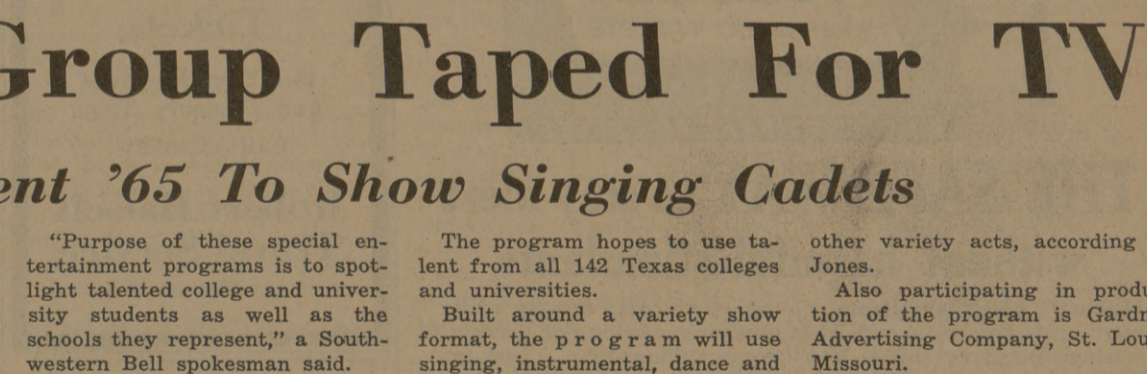 Group Taped For TV
ent '65 To Show Singing Cadets
"Purpose of these special en-
tertainment programs is to spot-
light talented college and univer-
sity students as well as the
schools they represent," a South-
western Bell spokesman said.
The program hopes to use ta-
lent from all 142 Texas colleges
and universities.
Built around a variety show
format, the program will use
singing, instrumental, dance and
other variety acts, according
Jones.
Also participating in produ
tion of the program is Gardn
Advertising Company, St. Lou
Missouri.